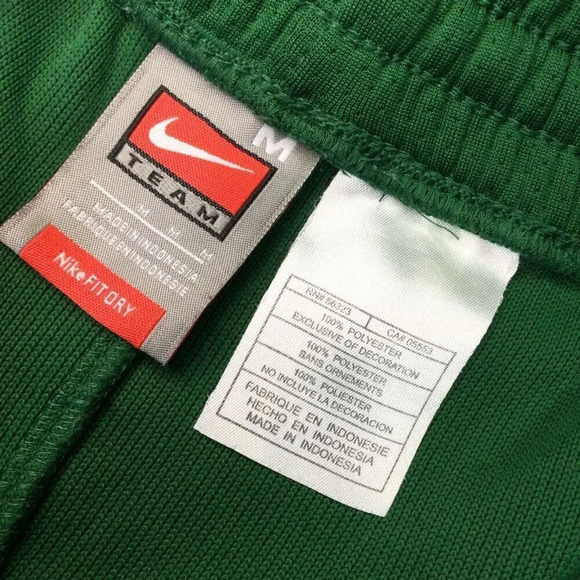 M
TEAM
M M M
MADE IN INDONESIA
FABRIQUE EN INDONESIE
Nike FIT DRY
RN# 56323 CA# 05553
100% POLYESTER
EXCLUSIVE OF DECORATION
100% POLYESTER
SANS ORNEMENTS
100% POLIESTER
NO INCLUYE LA DECORACION
FABRIQUE EN INDONESIE
HECHO EN INDONESIA
MADE IN INDONESIA